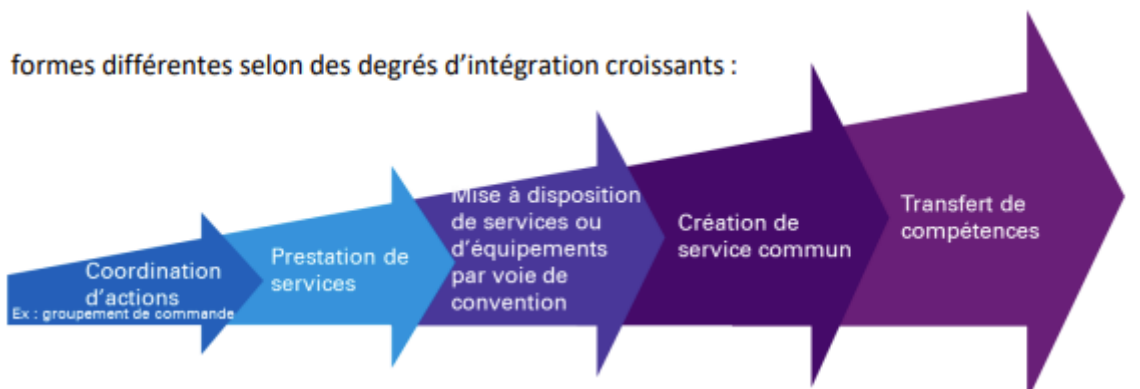 formes différentes selon des degrés d’intégration croissants :
Coordination
d’actions
Ex : groupement de commande
Prestation de
services
Mise à disposition
de services ou
d’équipements
par voie de
convention
Création de
service commun
Transfert de
compétences